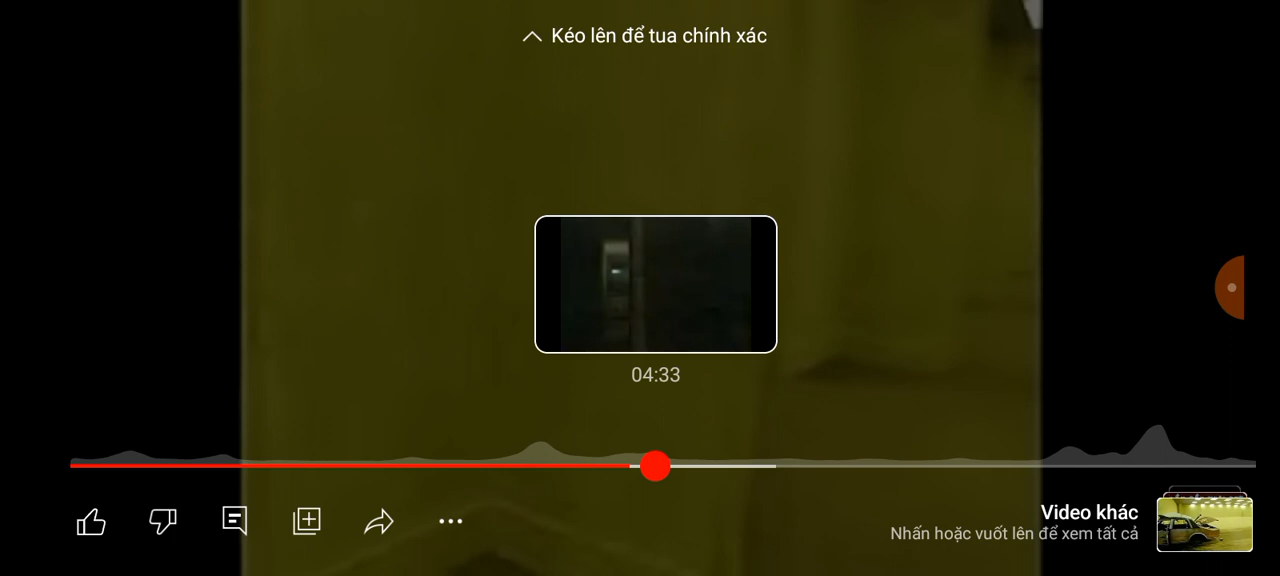 Kéo lên để tua chính xác
04:33
Video khác
Nhấn hoặc vuốt lên để xem tất cả